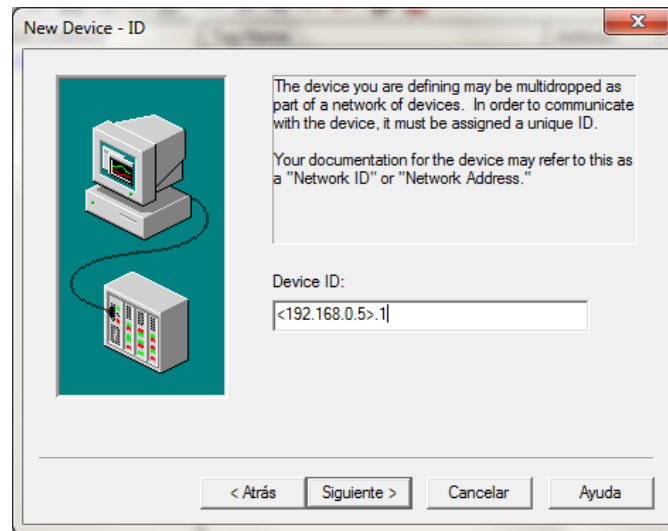 New Device - ID
The device you are defining may be multidropped as
part of a network of devices. In order to communicate
with the device, it must be assigned a unique ID.
Your documentation for the device may refer to this as
a "Network ID" or "Network Address."
Device ID:
<192.168.0.5>.1
< Atrás Siguiente > Cancelar Ayuda